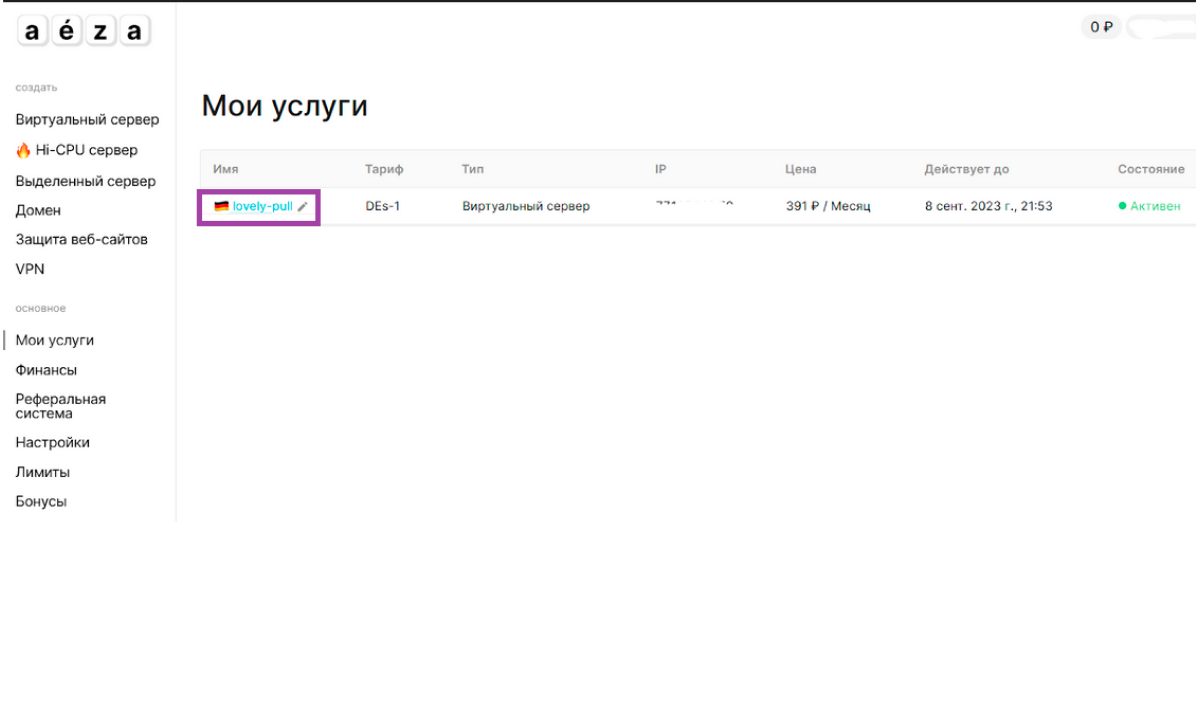 aéza
0 ₽
создать
Виртуальный сервер
Hi-CPU сервер
Выделенный сервер
Домен
Защита веб-сайтов
VPN
основное
Мои услуги
Финансы
Реферальная
система
Настройки
Лимиты
Бонусы
Мои услуги
Имя Тариф Тип IP Цена Действует до Состояние
lovely-pull DEs-1 Виртуальный сервер 391 ₽ / Месяц 8 сент. 2023 г., 21:53 Активен